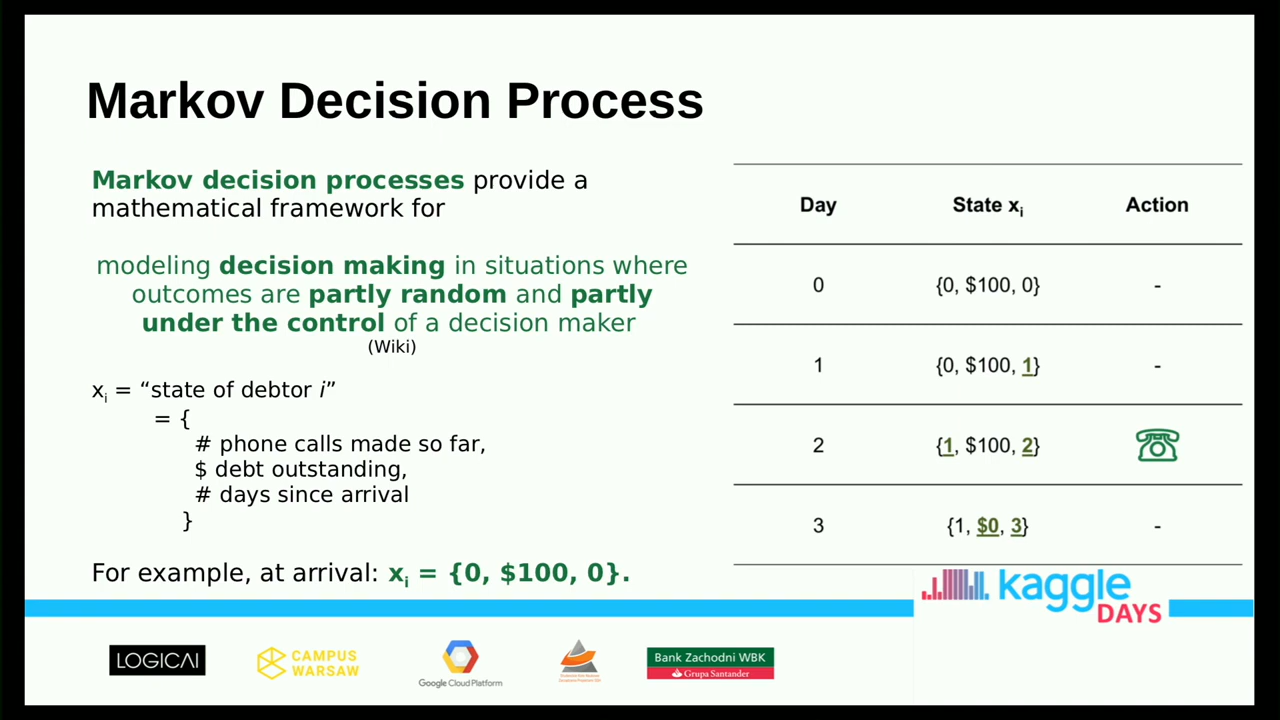 Markov Decision Process
Markov decision processes provide a
mathematical framework for
modeling decision making in situations where
outcomes are partly random and partly
under the control of a decision maker
(Wiki)
xi = “state of debtor i”
= {
# phone calls made so far,
$ debt outstanding,
# days since arrival
}
For example, at arrival: xi = {0, $100, 0}.
Day State xi Action
0 {0, $100, 0} -
1 {0, $100, 1} -
2 {1, $100, 2}
3 {1, $0, 3} -
kaggle
DAYS
LOGICAI
CAMPUS
WARSAW
Google Cloud Platform
Bank Zachodni WBK
Grupa Santander